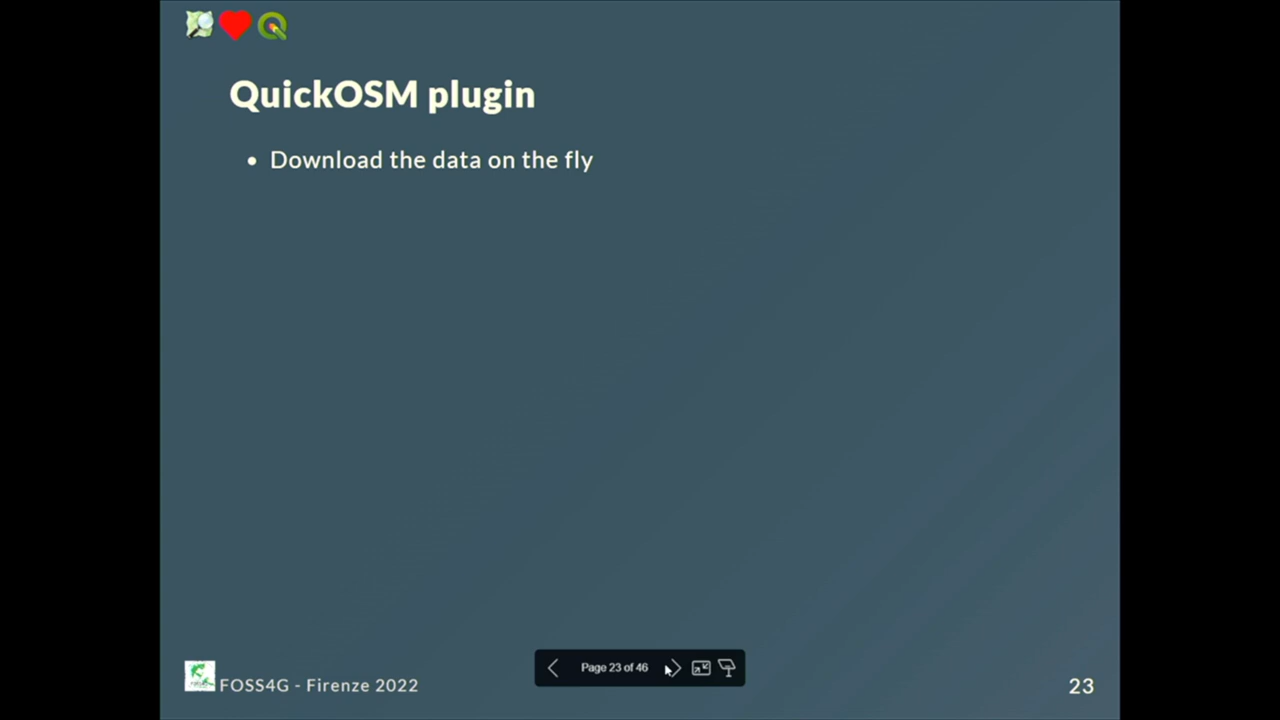 QuickOSM plugin
• Download the data on the fly
FOSS4G - Firenze 2022
Page 23 of 46
23